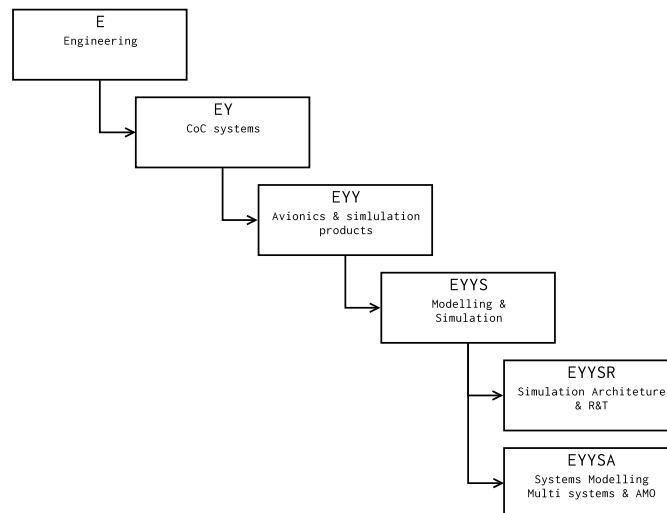 E
Engineering
EY
CoC systems
EYY
Avionics & simlulation
products
EYYS
Modelling &
Simulation
EYYSR
Simulation Architeture
& R&T
EYYSA
Systems Modelling
Multi systems & AMO